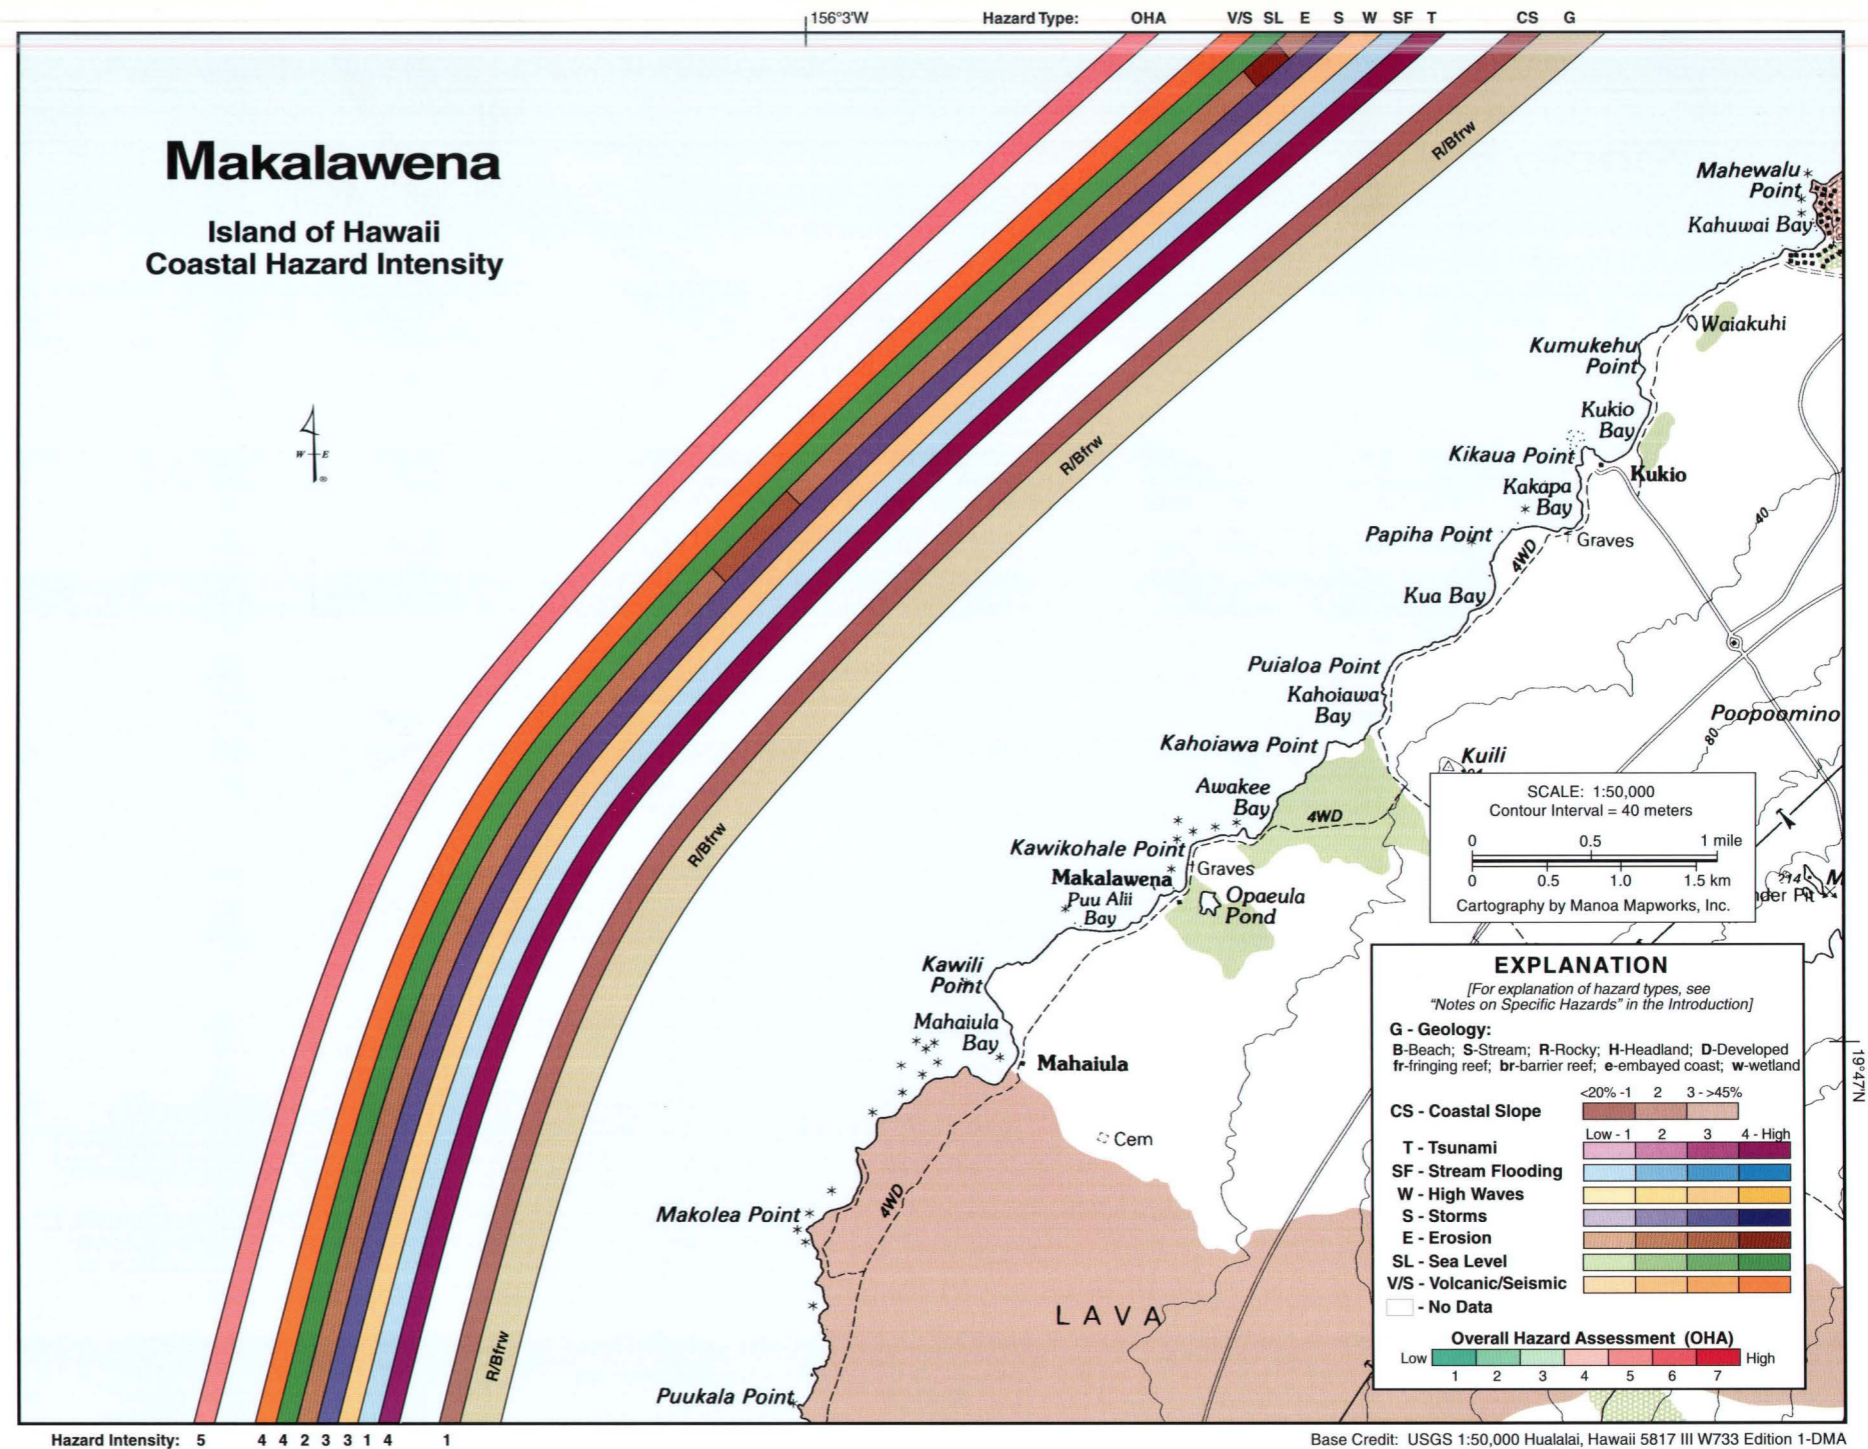 156°3'W
Hazard Type: OHA V/S SL E S W SF T CS G
Makalawena
Island of Hawaii
Coastal Hazard Intensity
W E
R/Bfrw
R/Bfrw
R/Bfrw
R/Bfrw
Mahewalu
Point
Kahuwai Bay
Waiakuhi
Kumukehu
Point
Kukio
Bay
Kikaua Point
Kukio
Kakapa
Bay
40
Papiha Point
Graves
4WD
Kua Bay
Puialoa Point
Kahoiawa
Bay
Poopoomino
80
Kahoiawa Point
Kuili
Awakee
Bay
4WD
Kawikohale Point
Graves
Makalawena
Puu Alii
Bay
Opaeula
Pond
Kawili
Point
Mahaiula
Bay
Mahaiula
Cem
4WD
Makolea Point
LAVA
Puukala Point
SCALE: 1:50,000
Contour Interval = 40 meters
0 0.5 1 mile
0 0.5 1.0 1.5 km
Cartography by Manoa Mapworks, Inc.
214
M
nder Pit
19°47'N
EXPLANATION
[For explanation of hazard types, see
“Notes on Specific Hazards” in the Introduction]
G - Geology:
B-Beach; S-Stream; R-Rocky; H-Headland; D-Developed
fr-fringing reef; br-barrier reef; e-embayed coast; w-wetland
<20% -1 2 3 - >45%
CS - Coastal Slope
Low - 1 2 3 4 - High
T - Tsunami
SF - Stream Flooding
W - High Waves
S - Storms
E - Erosion
SL - Sea Level
V/S - Volcanic/Seismic
- No Data
Overall Hazard Assessment (OHA)
Low High
1 2 3 4 5 6 7
Hazard Intensity: 5 4 4 2 3 3 1 4 1
Base Credit: USGS 1:50,000 Hualalai, Hawaii 5817 III W733 Edition 1-DMA